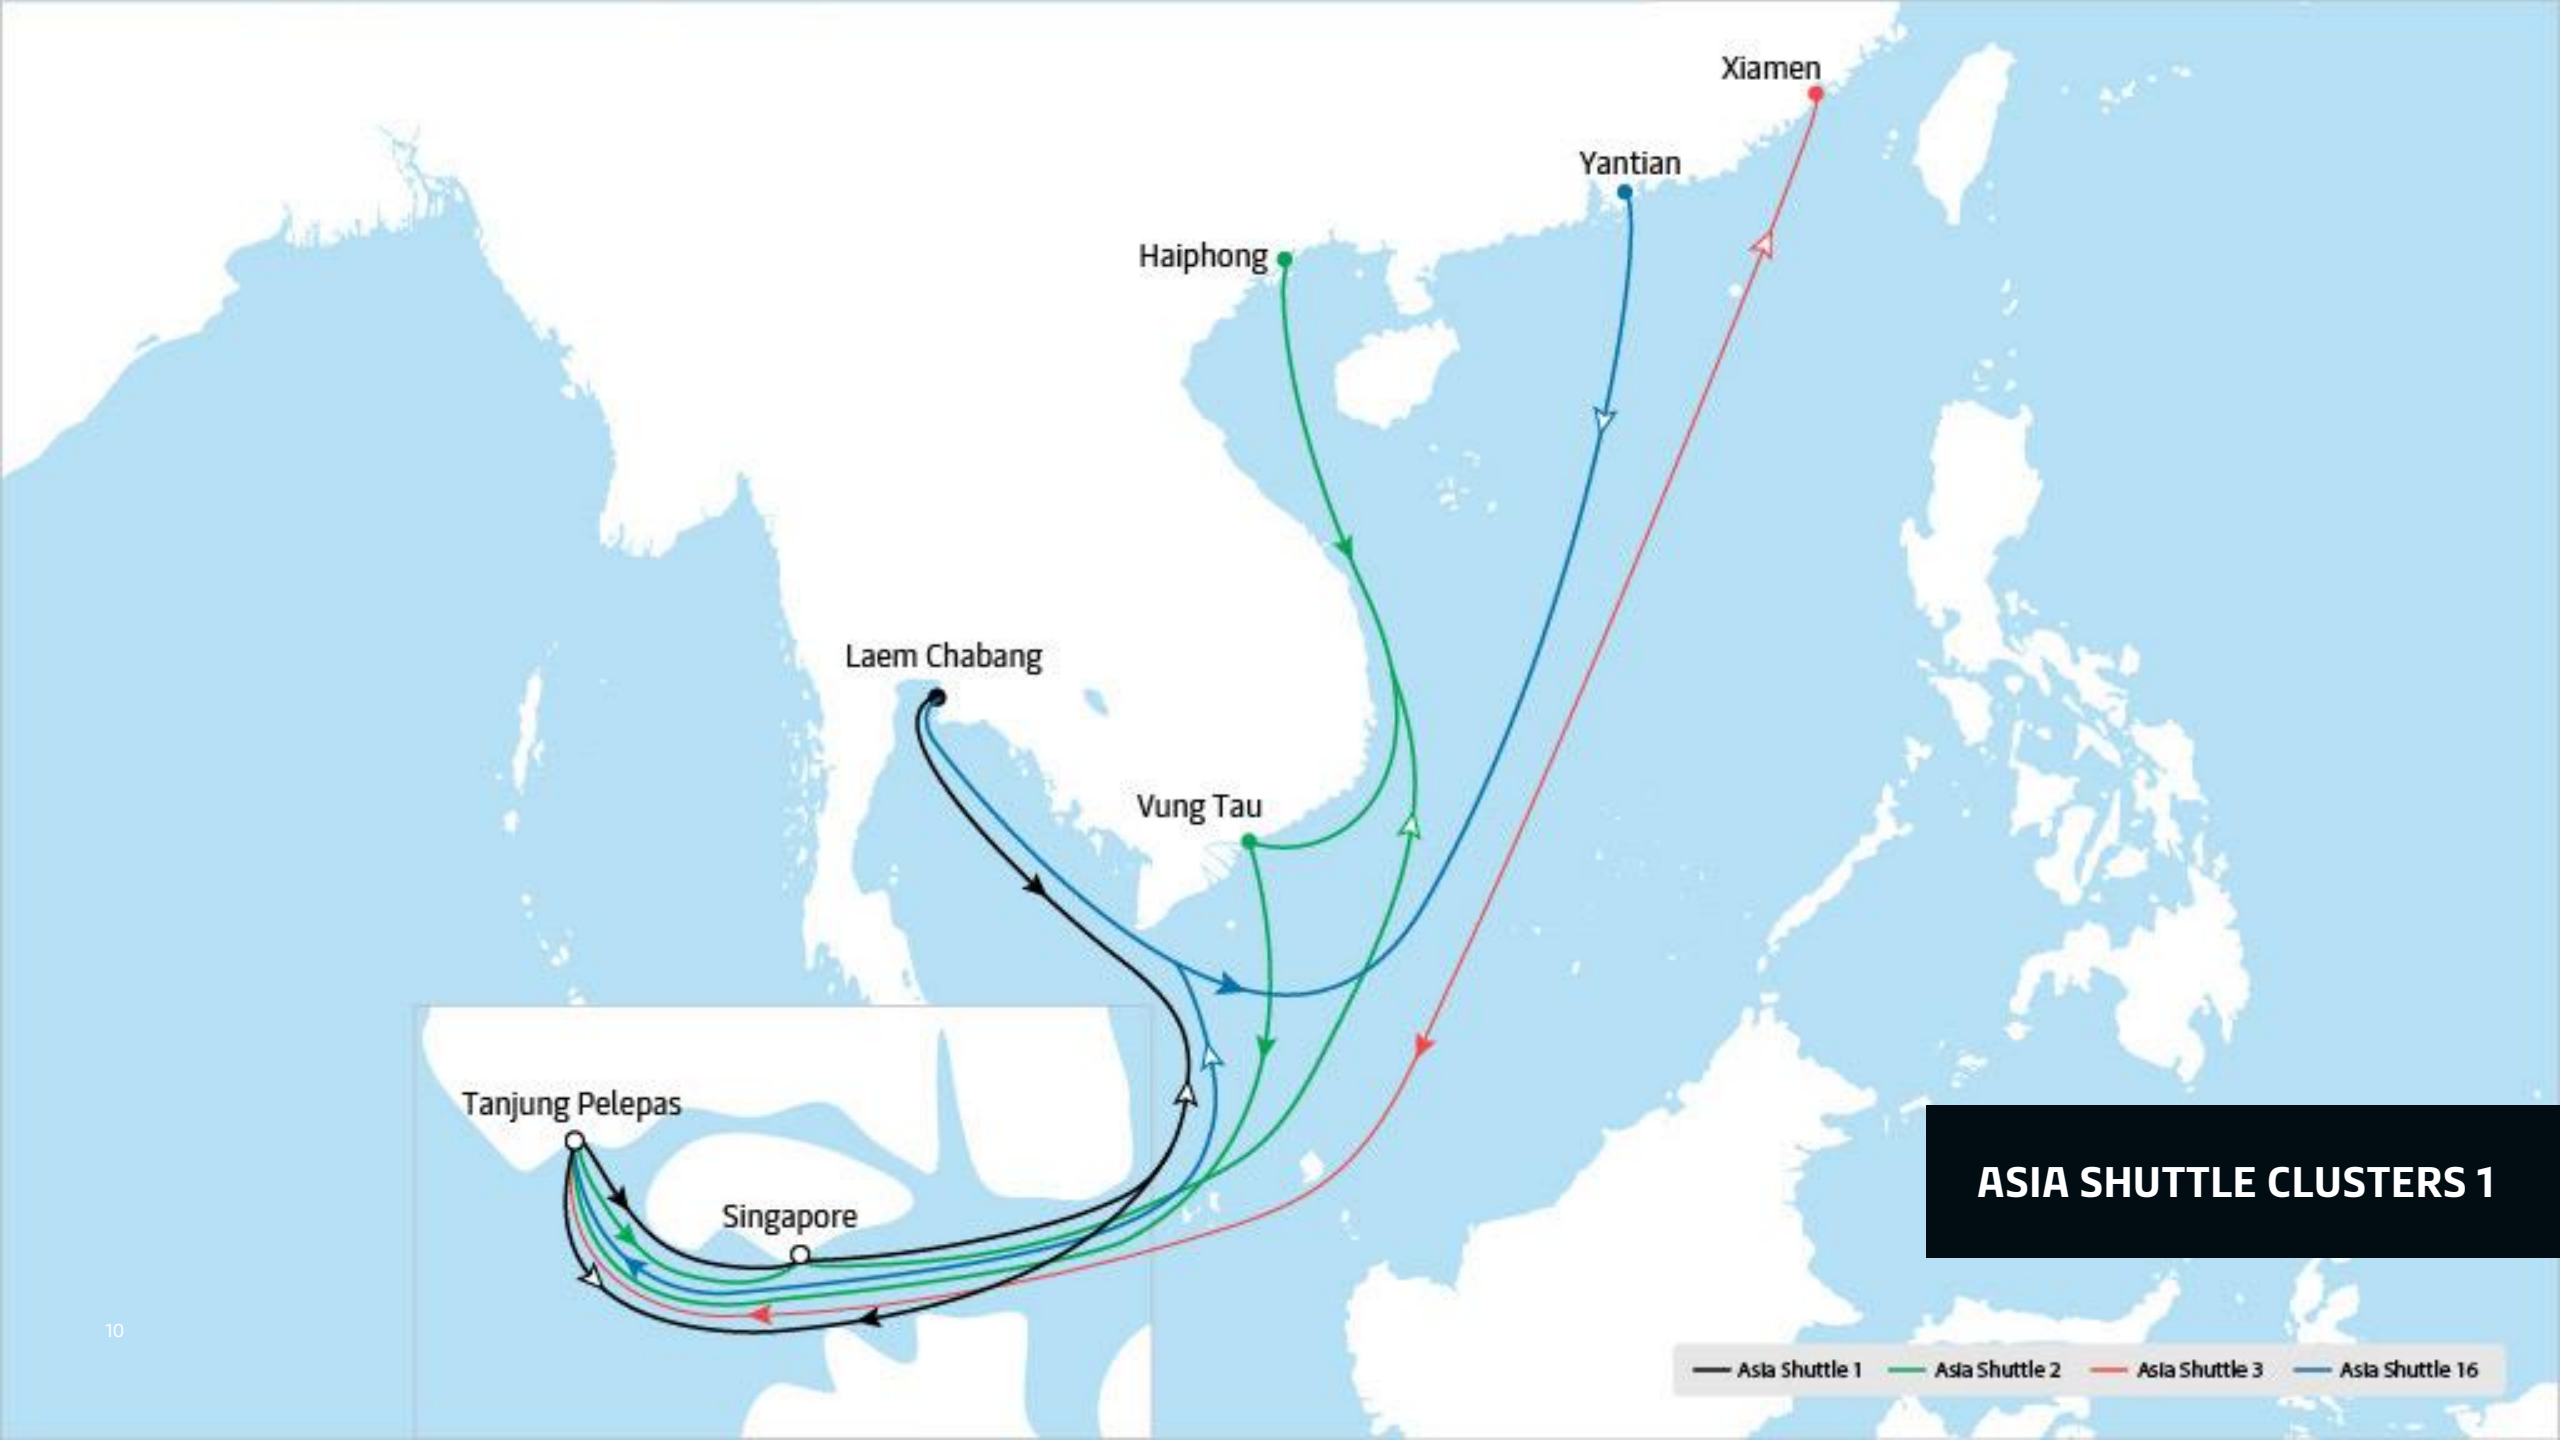 Xiamen
Yantian
Haiphong
Laem Chabang
Vung Tau
Tanjung Pelepas
Singapore
ASIA SHUTTLE CLUSTERS 1
10
Asia Shuttle 1 Asia Shuttle 2 Asia Shuttle 3 Asia Shuttle 16